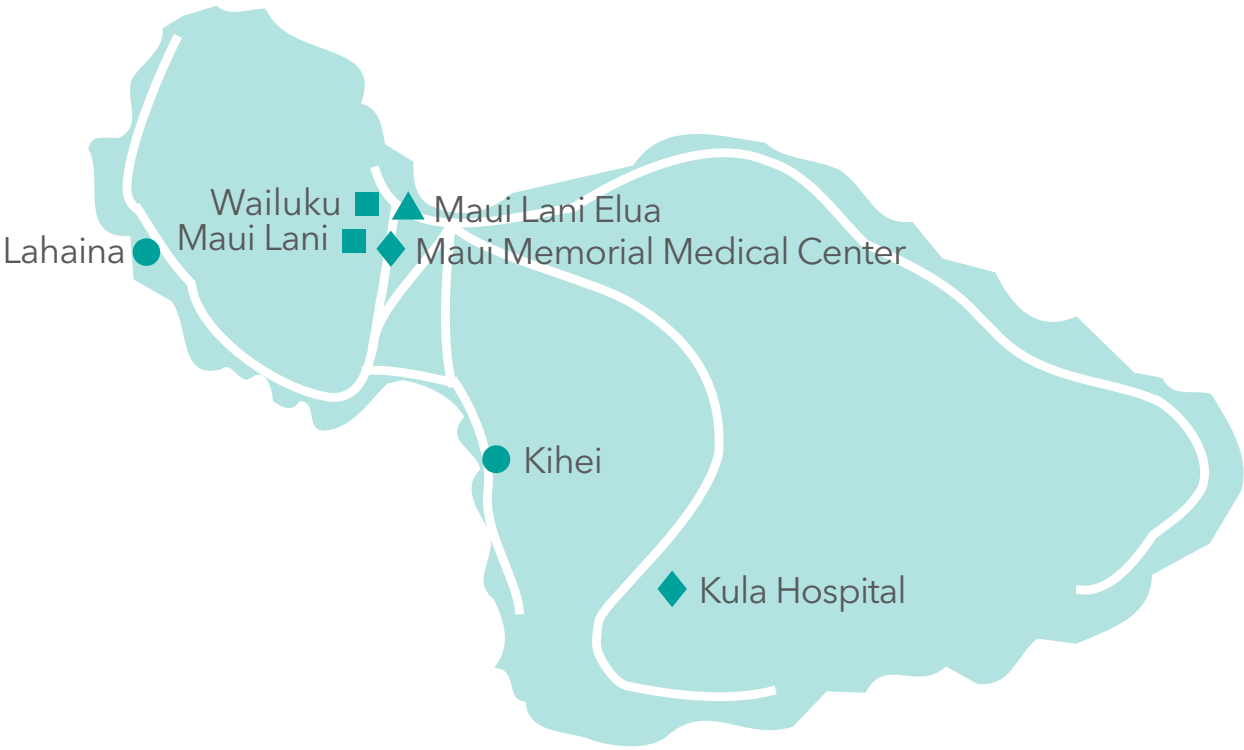 Wailuku
Maui Lani Elua
Maui Lani
Lahaina
Maui Memorial Medical Center
Kihei
Kula Hospital